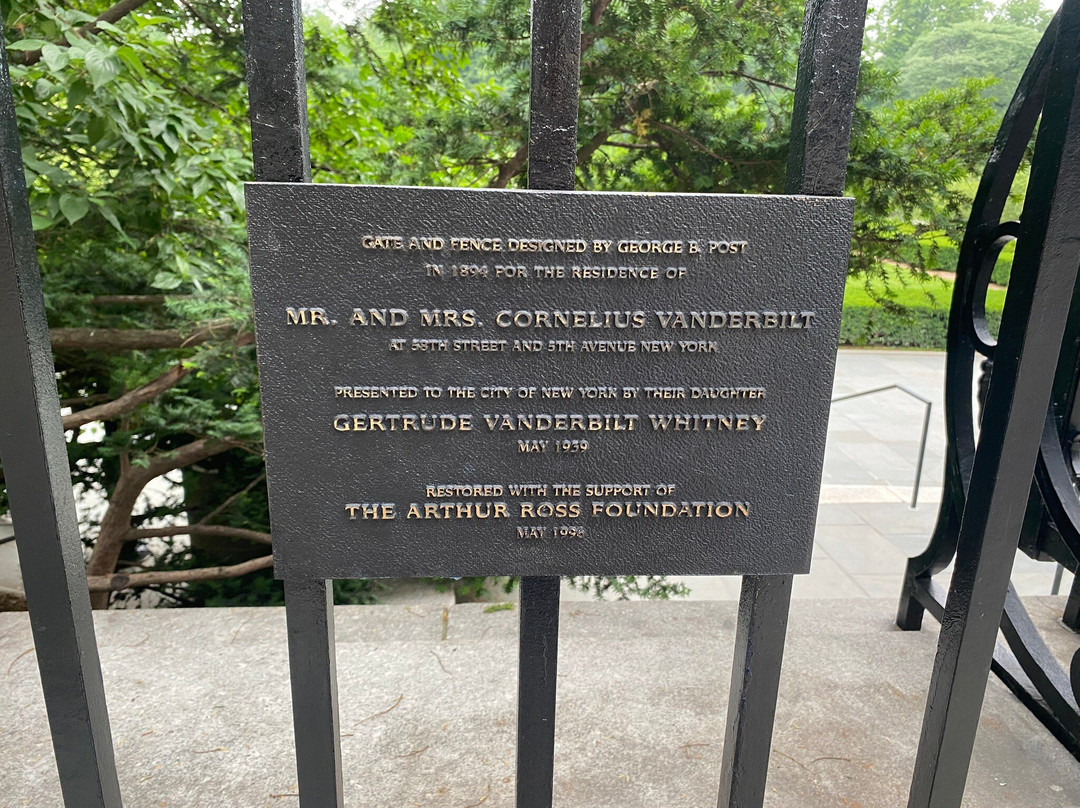 GATE AND FENCE DESIGNED BY GEORGE B. POST
IN 1894 FOR THE RESIDENCE OF
MR. AND MRS. CORNELIUS VANDERBILT
AT 58TH STREET AND 5TH AVENUE NEW YORK
PRESENTED TO THE CITY OF NEW YORK BY THEIR DAUGHTER
GERTRUDE VANDERBILT WHITNEY
MAY 1939
RESTORED WITH THE SUPPORT OF
THE ARTHUR ROSS FOUNDATION
MAY